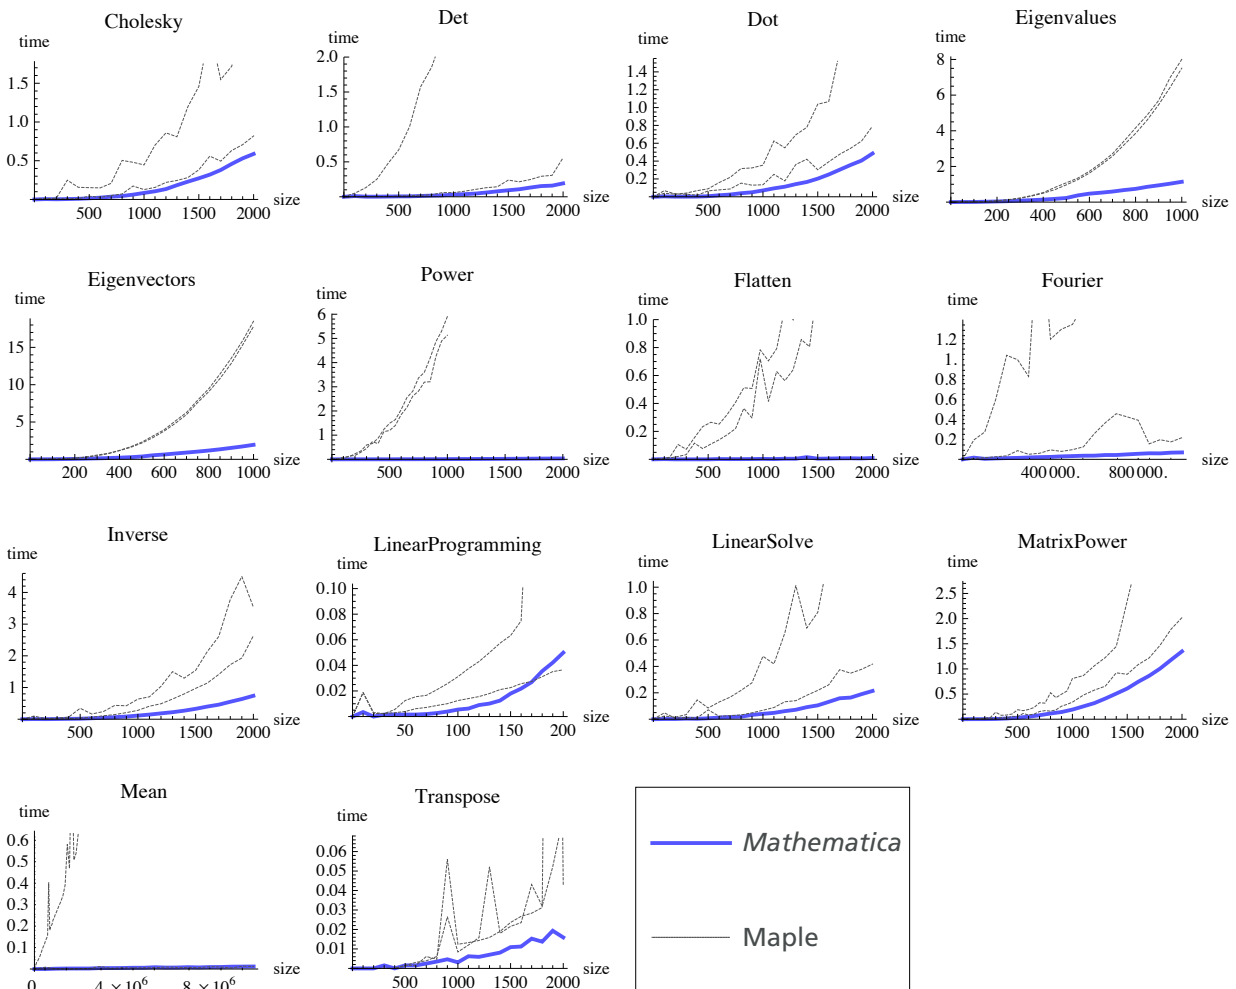 Cholesky
time
1.5
1.0
0.5
500 1000 1500 2000 size
Det
time
2.0
1.5
1.0
0.5
500 1000 1500 2000 size
Dot
time
1.4
1.2
1.0
0.8
0.6
0.4
0.2
500 1000 1500 2000 size
Eigenvalues
time
8
6
4
2
200 400 600 800 1000 size
Eigenvectors
time
15
10
5
200 400 600 800 1000 size
Power
time
6
5
4
3
2
1
500 1000 1500 2000 size
Flatten
time
1.0
0.8
0.6
0.4
0.2
500 1000 1500 2000 size
Fourier
time
1.2
1.
0.8
0.6
0.4
0.2
400000. 800000. size
Inverse
time
4
3
2
1
500 1000 1500 2000 size
LinearProgramming
time
0.10
0.08
0.06
0.04
0.02
50 100 150 200 size
LinearSolve
time
1.0
0.8
0.6
0.4
0.2
500 1000 1500 2000 size
MatrixPower
time
2.5
2.0
1.5
1.0
0.5
500 1000 1500 2000 size
Mean
time
0.6
0.5
0.4
0.3
0.2
0.1
0 4 × 10⁶ 8 × 10⁶ size
Transpose
time
0.06
0.05
0.04
0.03
0.02
0.01
500 1000 1500 2000 size
Mathematica
Maple